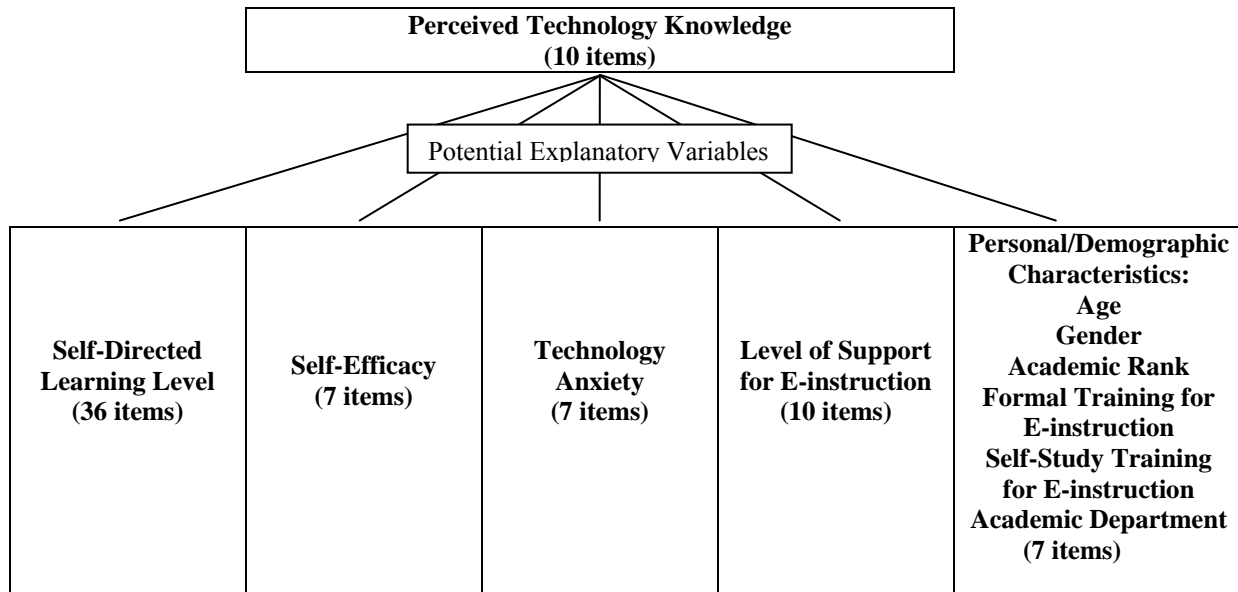 Perceived Technology Knowledge
(10 items)
Potential Explanatory Variables
Self-Directed
Learning Level
(36 items)
Self-Efficacy
(7 items)
Technology
Anxiety
(7 items)
Level of Support
for E-instruction
(10 items)
Personal/Demographic
Characteristics:
Age
Gender
Academic Rank
Formal Training for
E-instruction
Self-Study Training
for E-instruction
Academic Department
(7 items)